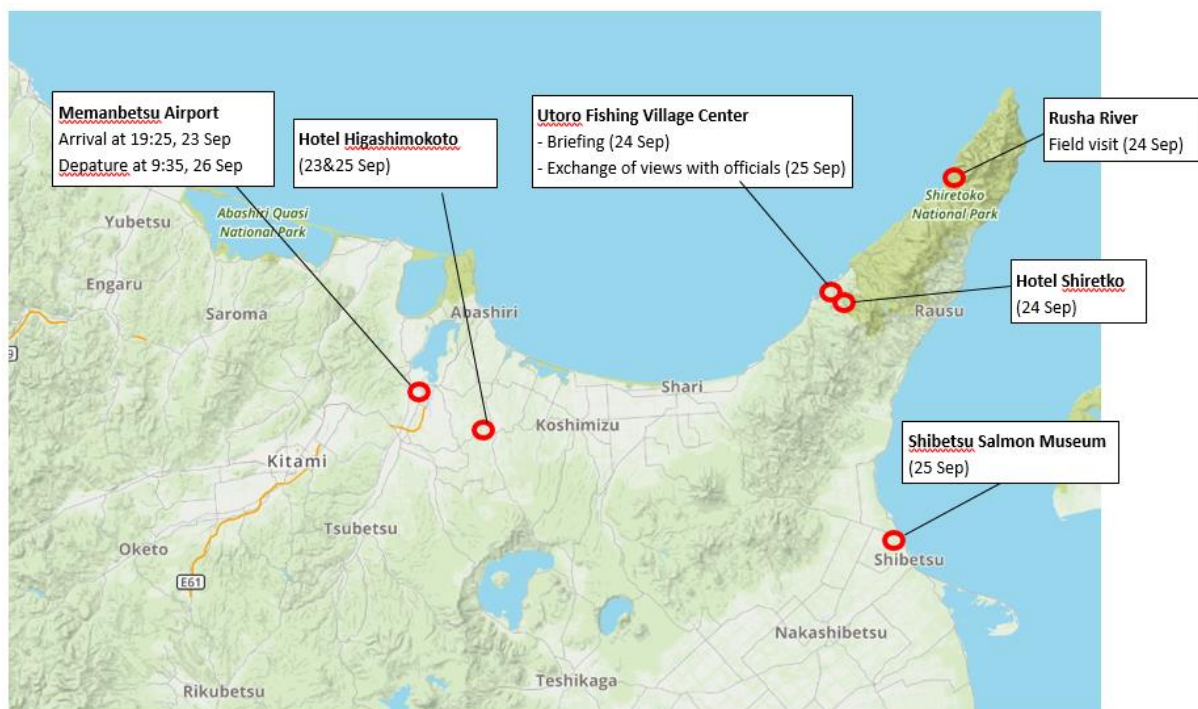 Memanbetsu Airport
Arrival at 19:25, 23 Sep
Depature at 9:35, 26 Sep
Hotel Higashimokoto
(23&25 Sep)
Utoro Fishing Village Center
- Briefing (24 Sep)
- Exchange of views with officials (25 Sep)
Rusha River
Field visit (24 Sep)
Hotel Shiretko
(24 Sep)
Shibetsu Salmon Museum
(25 Sep)
Shiretoko
National Park
Abashiri Quasi
National Park
Yubetsu
Engaru
Saroma
Abashiri
Rausu
9
Shari
Koshimizu
Kitami
Tsubetsu
Oketo
E61
Shibetsu
Nakashibetsu
Teshikaga
Rikubetsu